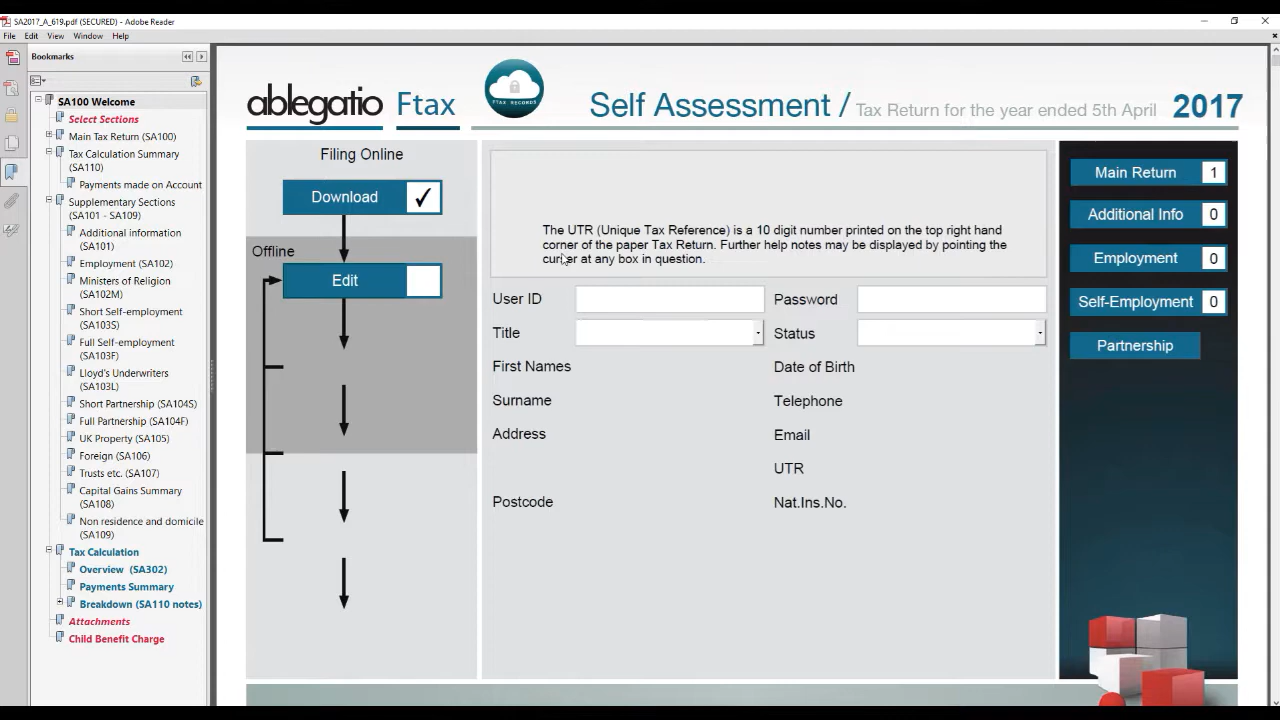 SA2017_A_619.pdf (SECURED) - Adobe Reader
File Edit View Window Help
Bookmarks
SA100 Welcome
Select Sections
Main Tax Return (SA100)
Tax Calculation Summary
(SA110)
Payments made on Account
Supplementary Sections
(SA101 - SA109)
Additional information
(SA101)
Employment (SA102)
Ministers of Religion
(SA102M)
Short Self-employment
(SA103S)
Full Self-employment
(SA103F)
Lloyd's Underwriters
(SA103L)
Short Partnership (SA104S)
Full Partnership (SA104F)
UK Property (SA105)
Foreign (SA106)
Trusts etc. (SA107)
Capital Gains Summary
(SA108)
Non residence and domicile
(SA109)
Tax Calculation
Overview (SA302)
Payments Summary
Breakdown (SA110 notes)
Attachments
Child Benefit Charge
ablegatio Ftax
FTAX RECORDS
Self Assessment / Tax Return for the year ended 5th April 2017
Filing Online
Download
Offline
Edit
The UTR (Unique Tax Reference) is a 10 digit number printed on the top right hand
corner of the paper Tax Return. Further help notes may be displayed by pointing the
curser at any box in question.
User ID
Password
Title
Status
First Names
Date of Birth
Surname
Telephone
Address
Email
UTR
Postcode
Nat.Ins.No.
Main Return 1
Additional Info 0
Employment 0
Self-Employment 0
Partnership